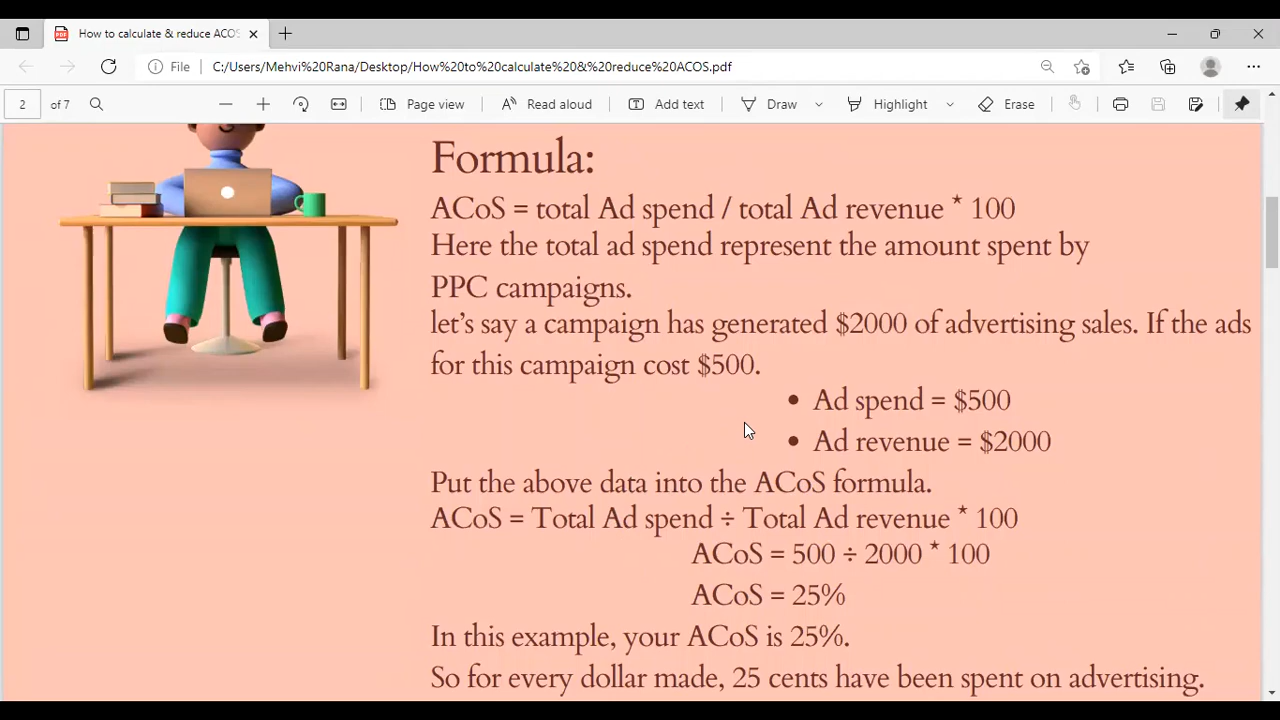 How to calculate & reduce ACOS
File C:/Users/Mehvi%20Rana/Desktop/How%20to%20calculate%20&%20reduce%20ACOS.pdf
2 of 7 Page view Read aloud Add text Draw Highlight Erase
Formula:
ACoS = total Ad spend / total Ad revenue * 100
Here the total ad spend represent the amount spent by
PPC campaigns.
let's say a campaign has generated $2000 of advertising sales. If the ads
for this campaign cost $500.
• Ad spend = $500
• Ad revenue = $2000
Put the above data into the ACoS formula.
ACoS = Total Ad spend ÷ Total Ad revenue * 100
ACoS = 500 ÷ 2000 * 100
ACoS = 25%
In this example, your ACoS is 25%.
So for every dollar made, 25 cents have been spent on advertising.